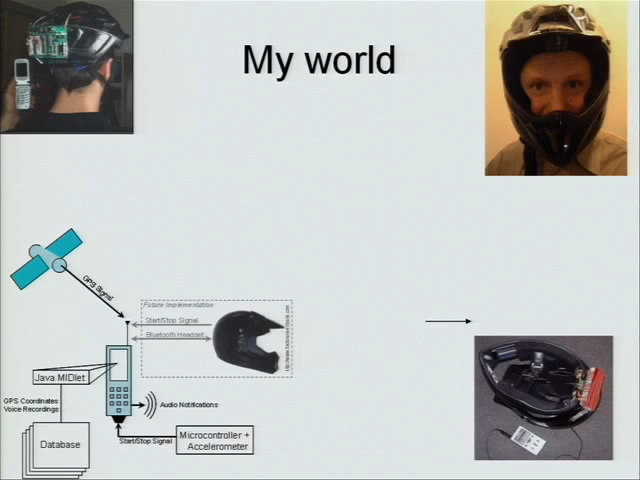 My world
GPS Signal
Future Implementation
Start/Stop Signal
Bluetooth Headset
Java MIDlet
GPS Coordinates
Voice Recordings
Audio Notifications
Database
Start/Stop Signal
Microcontroller +
Accelerometer